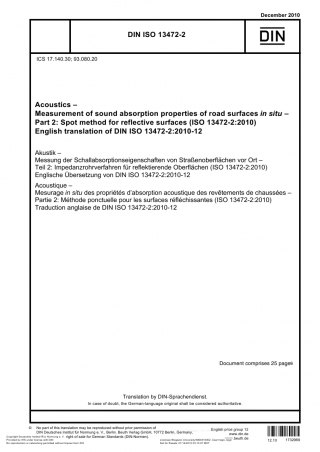 December 2010
DIN ISO 13472-2
DIN
ICS 17.140.30; 93.080.20
Acoustics –
Measurement of sound absorption properties of road surfaces in situ –
Part 2: Spot method for reflective surfaces (ISO 13472-2:2010)
English translation of DIN ISO 13472-2:2010-12
Akustik –
Messung der Schallabsorptionseigenschaften von Straßenoberflächen vor Ort –
Teil 2: Impedanzrohrverfahren für reflektierende Oberflächen (ISO 13472-2:2010)
Englische Übersetzung von DIN ISO 13472-2:2010-12
Acoustique –
Mesurage in situ des propriétés d'absorption acoustique des revêtements de chaussées –
Partie 2: Méthode ponctuelle pour les surfaces réfléchissantes (ISO 13472-2:2010)
Traduction anglaise de DIN ISO 13472-2:2010-12
Document comprises 25 pages
Translation by DIN-Sprachendienst.
In case of doubt, the German-language original shall be considered authoritative.
© No part of this translation may be reproduced without prior permission of
DIN Deutsches Institut für Normung e. V., Berlin. Beuth Verlag GmbH, 10772 Berlin, Germany,
right of sale for German Standards (DIN-Normen).
English price group 12
www.din.de
www.beuth.de
12.10